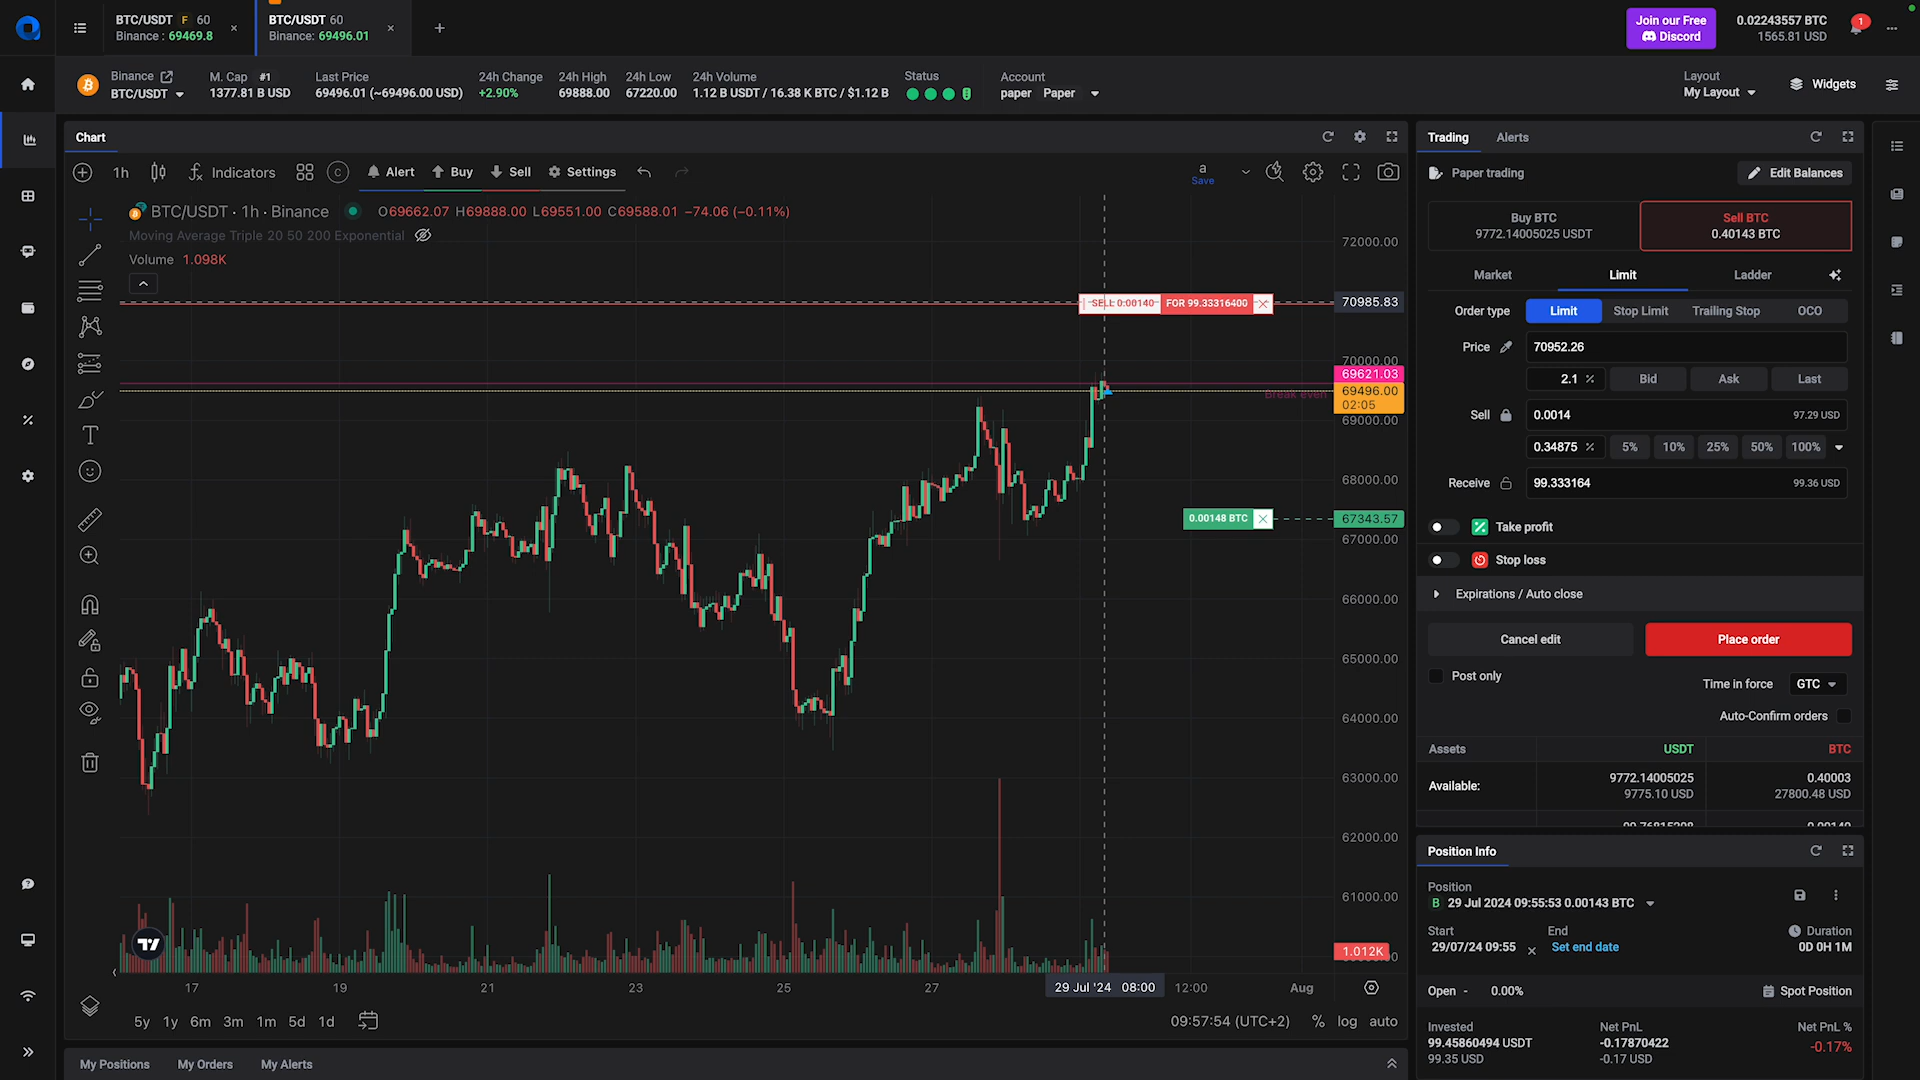 BTC/USDT F 60
Binance : 69469.8
×
BTC/USDT 60
Binance: 69496.01
×
+
Join our Free
Discord
0.02243557 BTC
1565.81 USD
1
Binance
BTC/USDT
M. Cap #1
1377.81 B USD
Last Price
69496.01 (~69496.00 USD)
24h Change
+2.90%
24h High
69888.00
24h Low
67220.00
24h Volume
1.12 B USDT / 16.38 K BTC / $1.12 B
Status
Account
paper Paper
Layout
My Layout
Widgets
Chart
1h
Indicators
C
Alert
Buy
Sell
Settings
a
Save
BTC/USDT · 1h · Binance
O69662.07 H69888.00 L69551.00 C69588.01 −74.06 (−0.11%)
Moving Average Triple 20 50 200 Exponential
Volume 1.098K
72000.00
SELL 0.00140 FOR 99.33316400
70985.83
70000.00
69621.03
Break even
69496.00
02:05
69000.00
68000.00
0.00148 BTC
67343.57
67000.00
66000.00
65000.00
64000.00
63000.00
62000.00
61000.00
1.012K
17
19
21
23
25
27
29 Jul '24 08:00
12:00
Aug
5y 1y 6m 3m 1m 5d 1d
09:57:54 (UTC+2) % log auto
My Positions
My Orders
My Alerts
Trading
Alerts
Paper trading
Edit Balances
Buy BTC
9772.14005025 USDT
Sell BTC
0.40143 BTC
Market
Limit
Ladder
Order type
Limit
Stop Limit
Trailing Stop
OCO
Price
70952.26
2.1 %
Bid
Ask
Last
Sell
0.0014
97.29 USD
0.34875 %
5%
10%
25%
50%
100%
Receive
99.333164
99.36 USD
Take profit
Stop loss
Expirations / Auto close
Cancel edit
Place order
Post only
Time in force
GTC
Auto-Confirm orders
Assets
USDT
BTC
Available:
9772.14005025
9775.10 USD
0.40003
27800.48 USD
Position Info
Position
B 29 Jul 2024 09:55:53 0.00143 BTC
Start
29/07/24 09:55
End
Set end date
Duration
0D 0H 1M
Open - 0.00%
Spot Position
Invested
99.45860494 USDT
99.35 USD
Net PnL
-0.17870422
-0.17 USD
Net PnL %
-0.17%